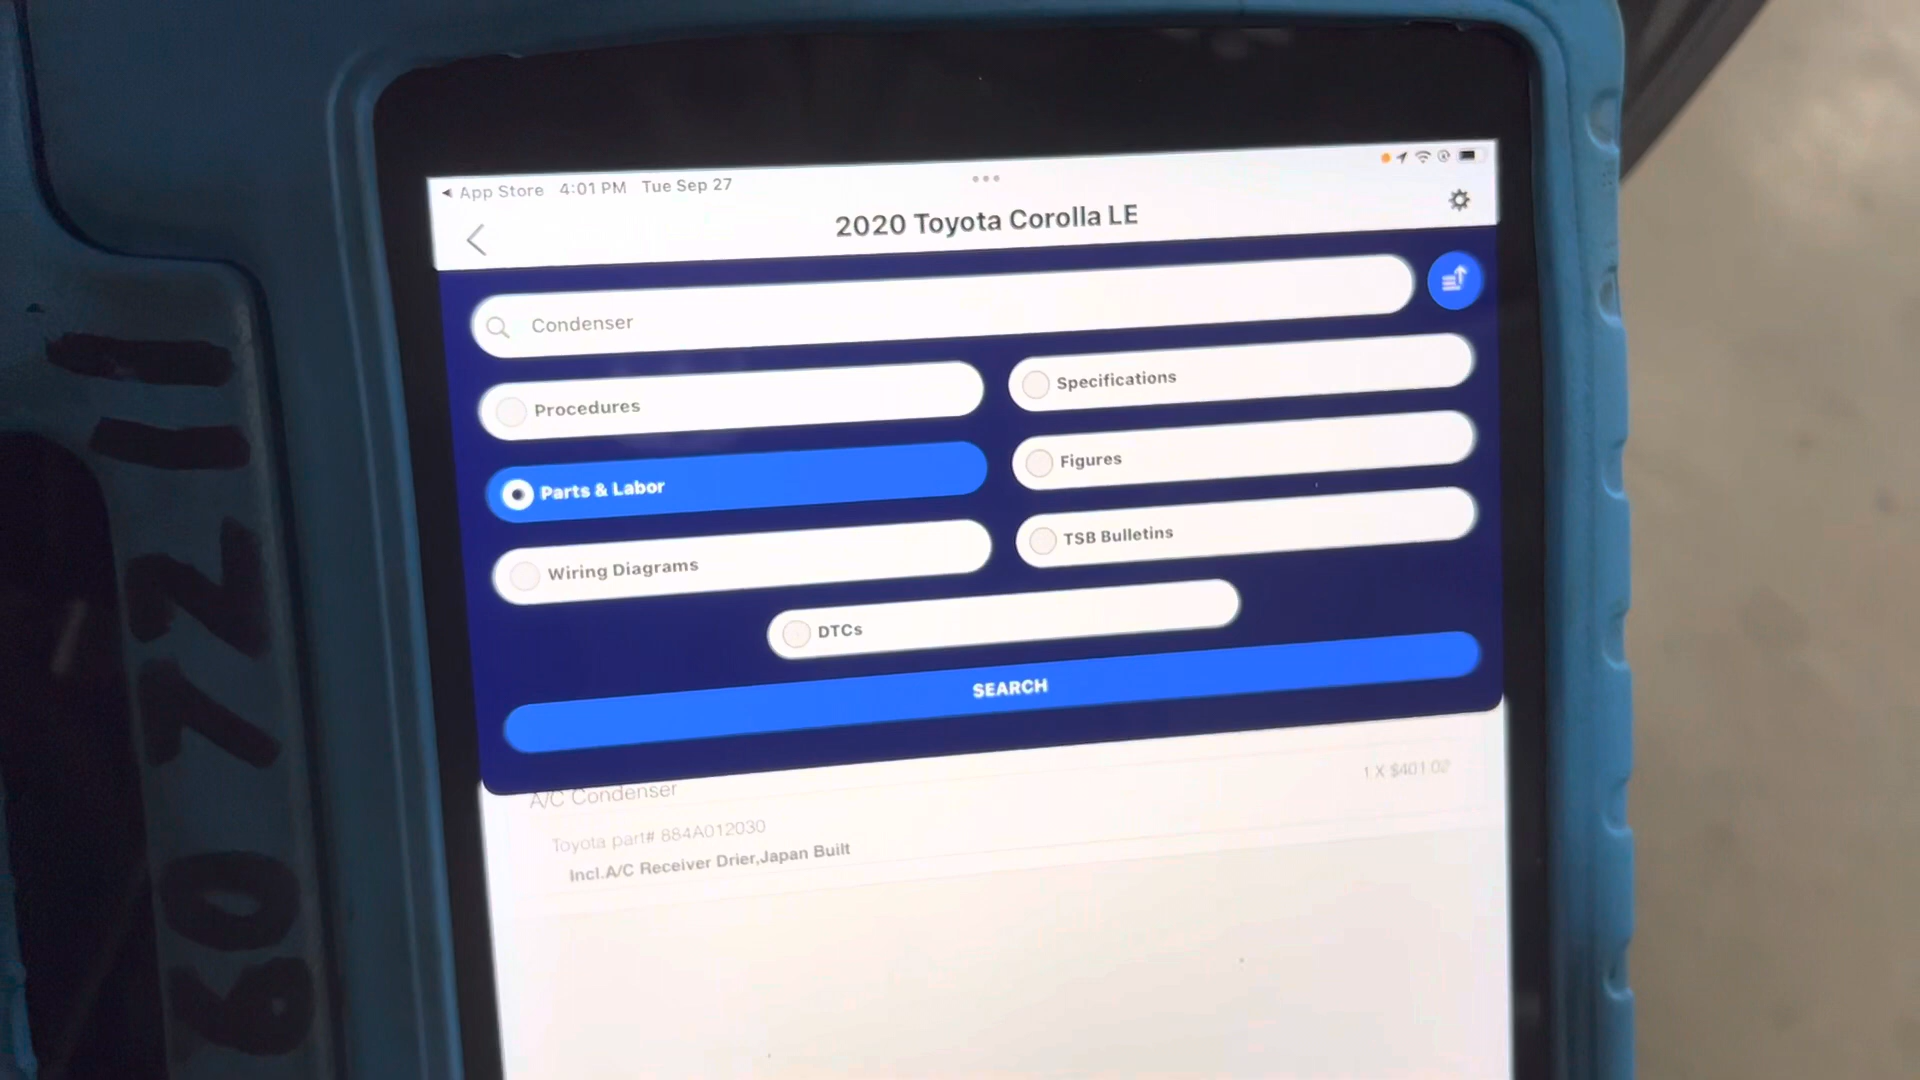 App Store 4:01 PM Tue Sep 27
2020 Toyota Corolla LE
Condenser
Procedures
Specifications
Parts & Labor
Figures
Wiring Diagrams
TSB Bulletins
DTCs
SEARCH
A/C Condenser
1 X $401.02
Toyota part# 884A012030
Incl.A/C Receiver Drier,Japan Built